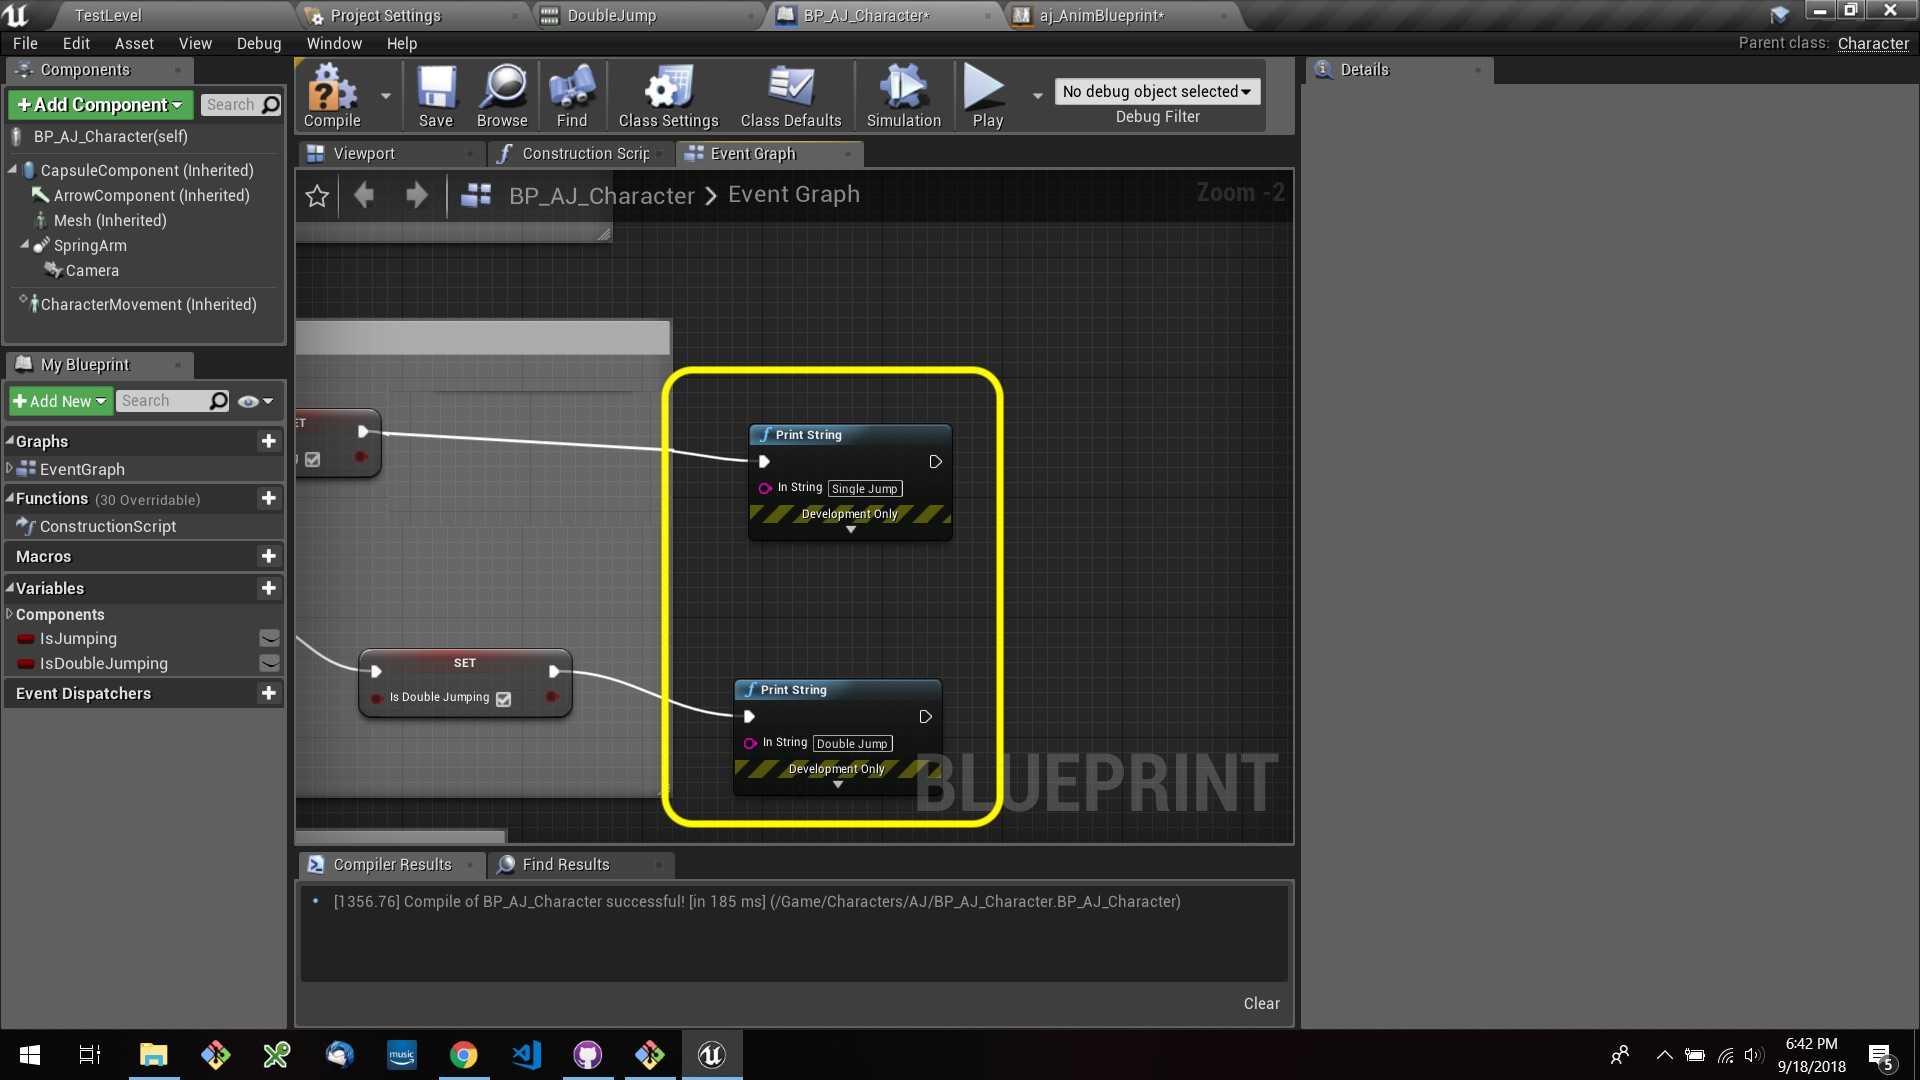 TestLevel
Project Settings
DoubleJump
BP_AJ_Character*
aj_AnimBlueprint*
File Edit Asset View Debug Window Help
Parent class: Character
Components
+Add Component
Search
BP_AJ_Character(self)
CapsuleComponent (Inherited)
ArrowComponent (Inherited)
Mesh (Inherited)
SpringArm
Camera
CharacterMovement (Inherited)
My Blueprint
+Add New
Search
Graphs
EventGraph
Functions (30 Overridable)
ConstructionScript
Macros
Variables
Components
IsJumping
IsDoubleJumping
Event Dispatchers
Compile
Save
Browse
Find
Class Settings
Class Defaults
Simulation
Play
No debug object selected
Debug Filter
Viewport
Construction Scrip
Event Graph
BP_AJ_Character > Event Graph
Zoom -2
ET
Print String
In String Single Jump
Development Only
SET
Is Double Jumping
Print String
In String Double Jump
Development Only
BLUEPRINT
Compiler Results
Find Results
[1356.76] Compile of BP_AJ_Character successful! [in 185 ms] (/Game/Characters/AJ/BP_AJ_Character.BP_AJ_Character)
Clear
Details
music
6:42 PM
9/18/2018
5